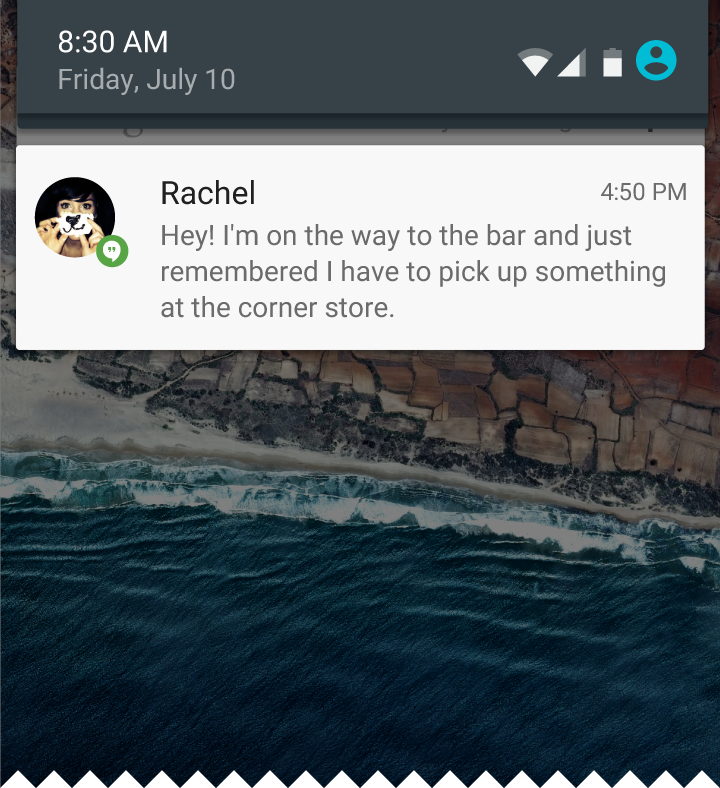 8:30 AM
Friday, July 10
Rachel
4:50 PM
Hey! I'm on the way to the bar and just
remembered I have to pick up something
at the corner store.